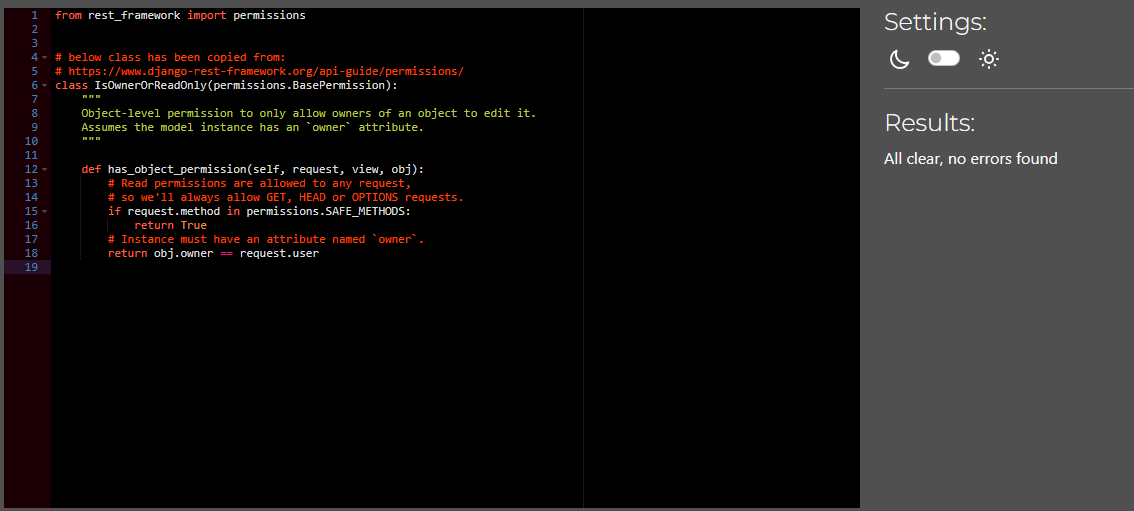 1 from rest_framework import permissions
2
3
4 # below class has been copied from:
5 # https://www.django-rest-framework.org/api-guide/permissions/
6 class IsOwnerOrReadOnly(permissions.BasePermission):
7     """
8     Object-level permission to only allow owners of an object to edit it.
9     Assumes the model instance has an `owner` attribute.
10     """
11
12     def has_object_permission(self, request, view, obj):
13         # Read permissions are allowed to any request,
14         # so we'll always allow GET, HEAD or OPTIONS requests.
15         if request.method in permissions.SAFE_METHODS:
16             return True
17         # Instance must have an attribute named `owner`.
18         return obj.owner == request.user
19
Settings:
Results:
All clear, no errors found